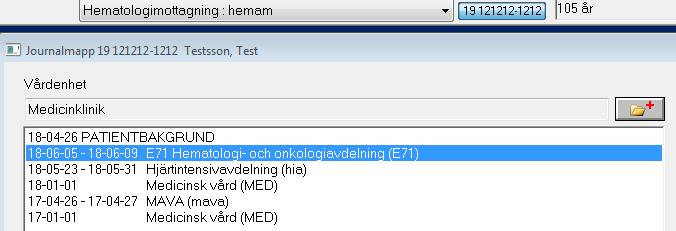 Hematologimottagning : hemam 19 121212-1212 105 år
Journalmapp 19 121212-1212 Testsson, Test
Vårdenhet
Medicinklinik
18-04-26 PATIENTBAKGRUND
18-06-05 - 18-06-09 E71 Hematologi- och onkologiavdelning (E71)
18-05-23 - 18-05-31 Hjärtintensivavdelning (hia)
18-01-01 Medicinsk vård (MED)
17-04-26 - 17-04-27 MAVA (mava)
17-01-01 Medicinsk vård (MED)